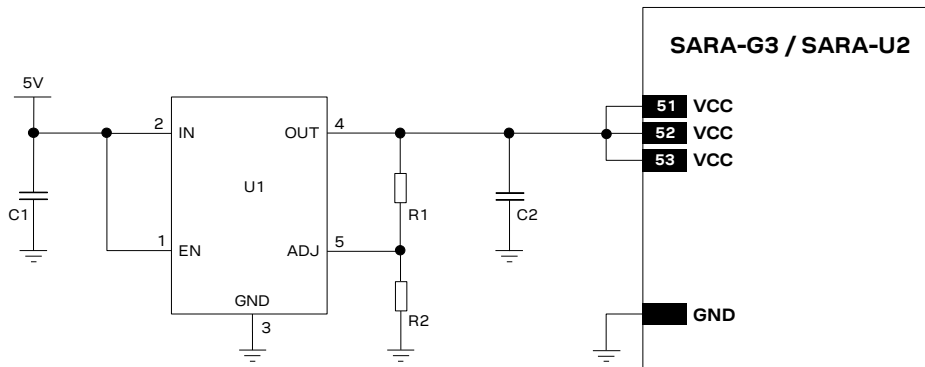 SARA-G3 / SARA-U2
5V
51 VCC
2 IN OUT 4
52 VCC
53 VCC
U1
C1
R1
C2
1 EN ADJ 5
GND
3
R2
GND